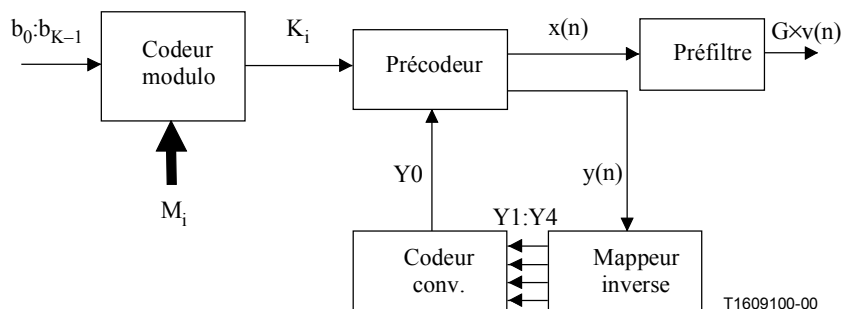 b0:bK–1
Codeur
modulo
Ki
Précodeur
x(n)
Préfiltre
G×v(n)
Mi
Y0
y(n)
Y1:Y4
Codeur
conv.
Mappeur
inverse
T1609100-00